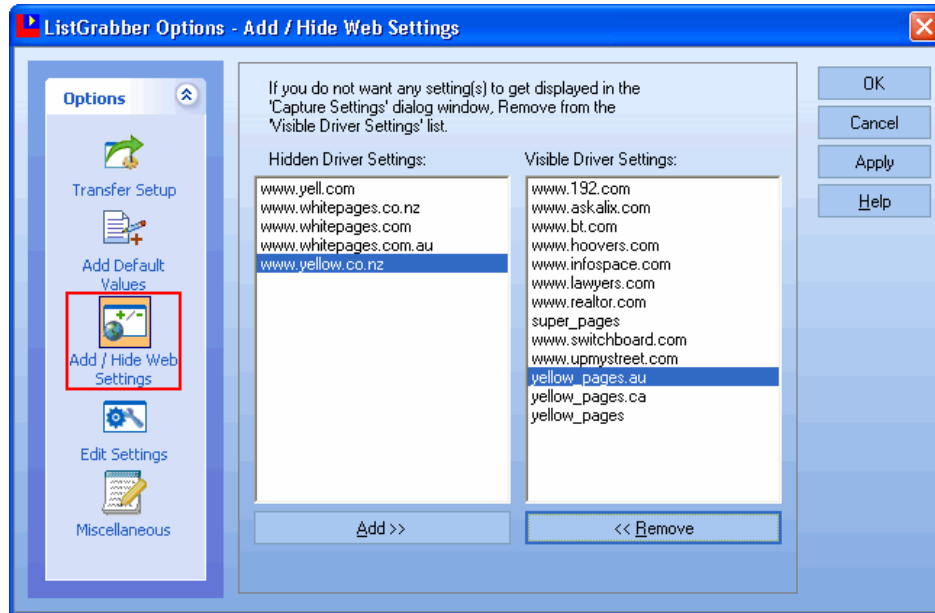 ListGrabber Options - Add / Hide Web Settings
Options
Transfer Setup
Add Default
Values
Add / Hide Web
Settings
Edit Settings
Miscellaneous
If you do not want any setting(s) to get displayed in the
'Capture Settings' dialog window, Remove from the
'Visible Driver Settings' list.
Hidden Driver Settings:
www.yell.com
www.whitepages.co.nz
www.whitepages.com
www.whitepages.com.au
www.yellow.co.nz
Add >>
Visible Driver Settings:
www.192.com
www.askalix.com
www.bt.com
www.hoovers.com
www.infospace.com
www.lawyers.com
www.realtor.com
super_pages
www.switchboard.com
www.upmystreet.com
yellow_pages.au
yellow_pages.ca
yellow_pages
<< Remove
OK
Cancel
Apply
Help